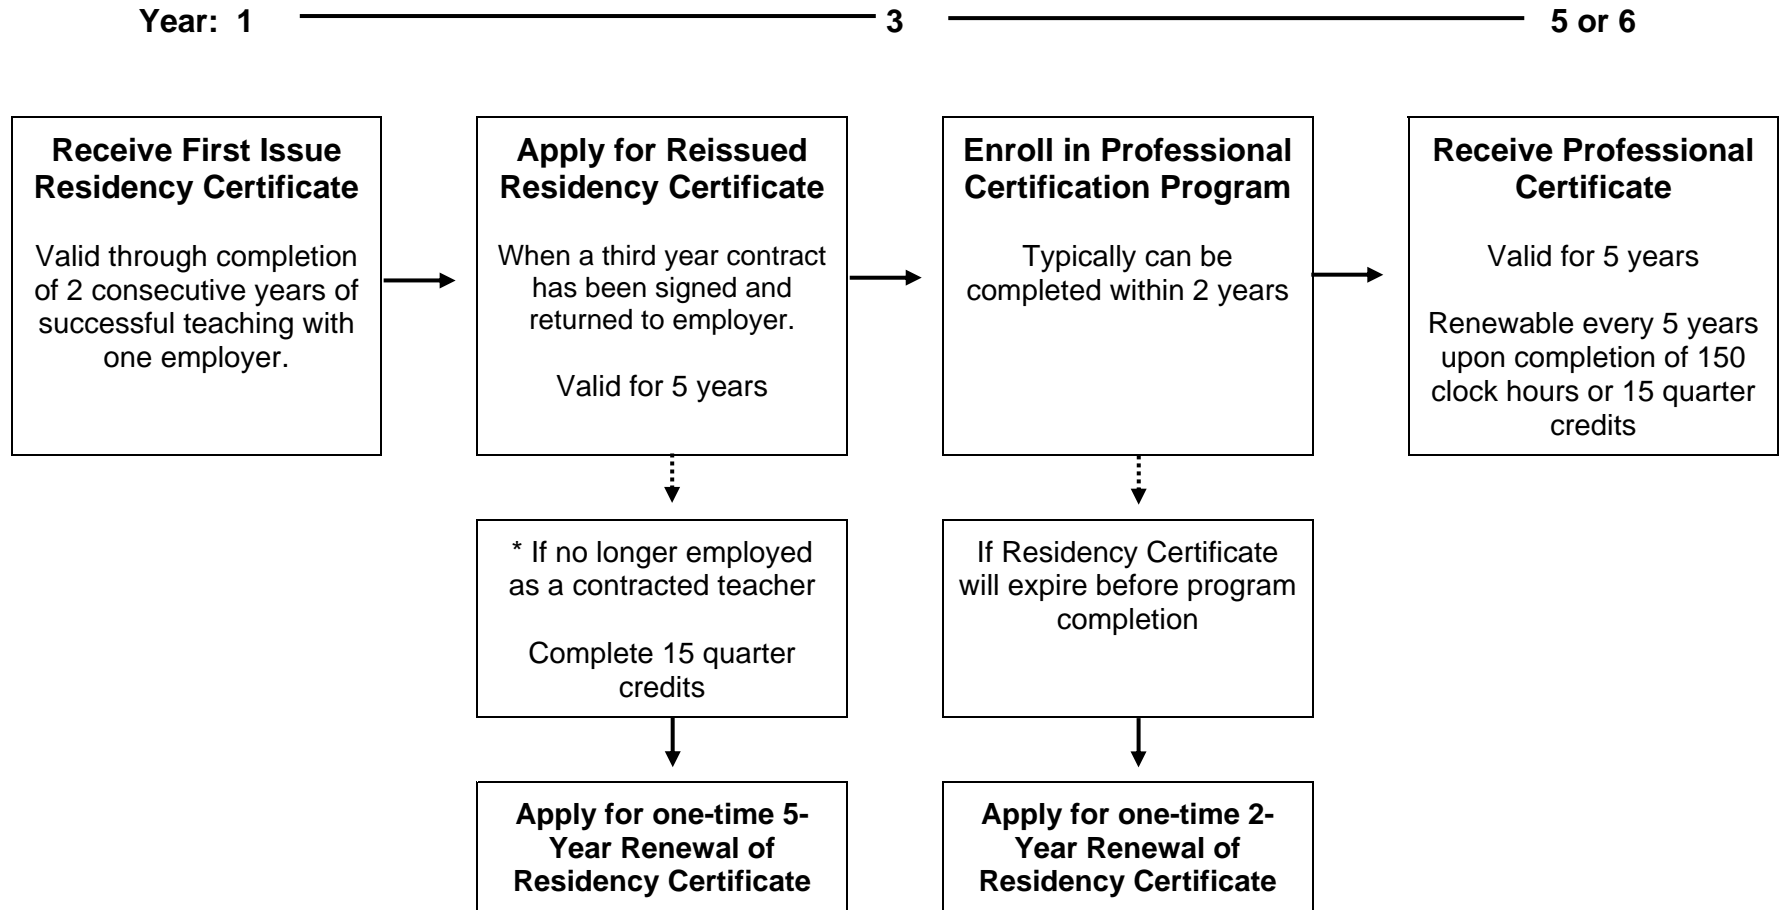 Year: 1 3 5 or 6
Receive First Issue
Residency Certificate
Valid through completion
of 2 consecutive years of
successful teaching with
one employer.
Apply for Reissued
Residency Certificate
When a third year contract
has been signed and
returned to employer.
Valid for 5 years
Enroll in Professional
Certification Program
Typically can be
completed within 2 years
Receive Professional
Certificate
Valid for 5 years
Renewable every 5 years
upon completion of 150
clock hours or 15 quarter
credits
* If no longer employed
as a contracted teacher
Complete 15 quarter
credits
If Residency Certificate
will expire before program
completion
Apply for one-time 5-
Year Renewal of
Residency Certificate
Apply for one-time 2-
Year Renewal of
Residency Certificate